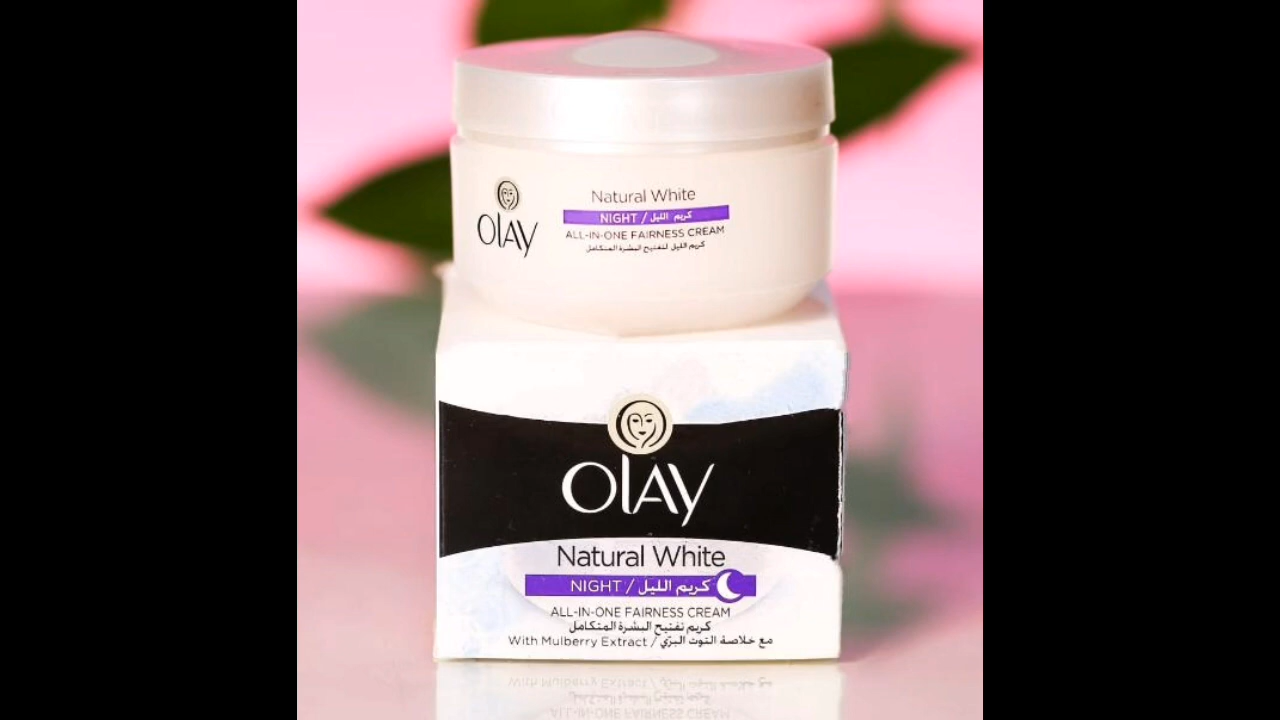 Natural White
NIGHT / كريم الليل
OLAY
ALL-IN-ONE FAIRNESS CREAM
كريم الليل لتفتيح البشرة المتكامل
OLAY
Natural White
NIGHT / كريم الليل
ALL-IN-ONE FAIRNESS CREAM
كريم تفتيح البشرة المتكامل
With Mulberry Extract / مع خلاصة التوت البرّي